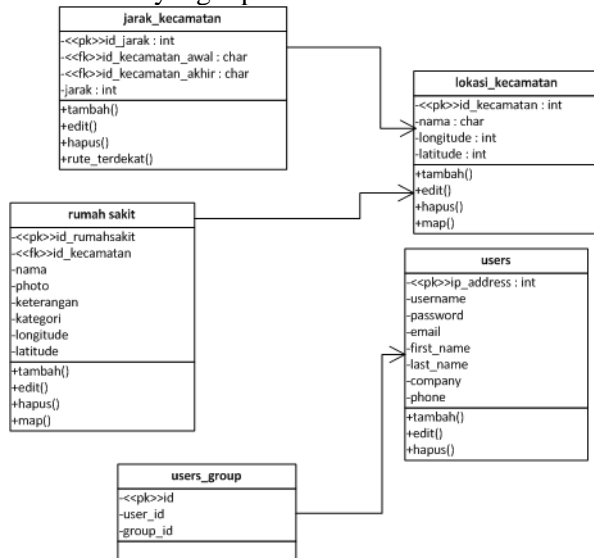 jarak_kecamatan
-<<pk>>id_jarak : int
-<<fk>>id_kecamatan_awal : char
-<<fk>>id_kecamatan_akhir : char
-jarak : int
+tambah()
+edit()
+hapus()
+rute_terdekat()
lokasi_kecamatan
-<<pk>>id_kecamatan : int
-nama : char
-longitude : int
-latitude : int
+tambah()
+edit()
+hapus()
+map()
rumah sakit
-<<pk>>id_rumahsakit
-<<fk>>id_kecamatan
-nama
-photo
-keterangan
-kategori
-longitude
-latitude
+tambah()
+edit()
+hapus()
+map()
users
-<<pk>>ip_address : int
-username
-password
-email
-first_name
-last_name
-company
-phone
+tambah()
+edit()
+hapus()
users_group
-<<pk>>id
-user_id
-group_id